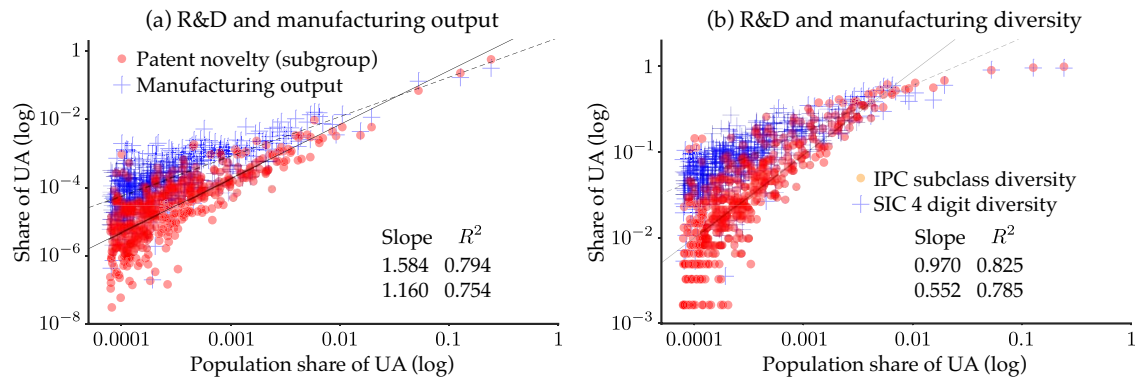 (a) R&D and manufacturing output
Share of UA (log)
1
10−2
10−4
10−6
10−8
Patent novelty (subgroup)
Manufacturing output
Slope R2
1.584 0.794
1.160 0.754
0.0001 0.001 0.01 0.1 1
Population share of UA (log)
(b) R&D and manufacturing diversity
Share of UA (log)
1
10−1
10−2
10−3
IPC subclass diversity
SIC 4 digit diversity
Slope R2
0.970 0.825
0.552 0.785
0.0001 0.001 0.01 0.1 1
Population share of UA (log)